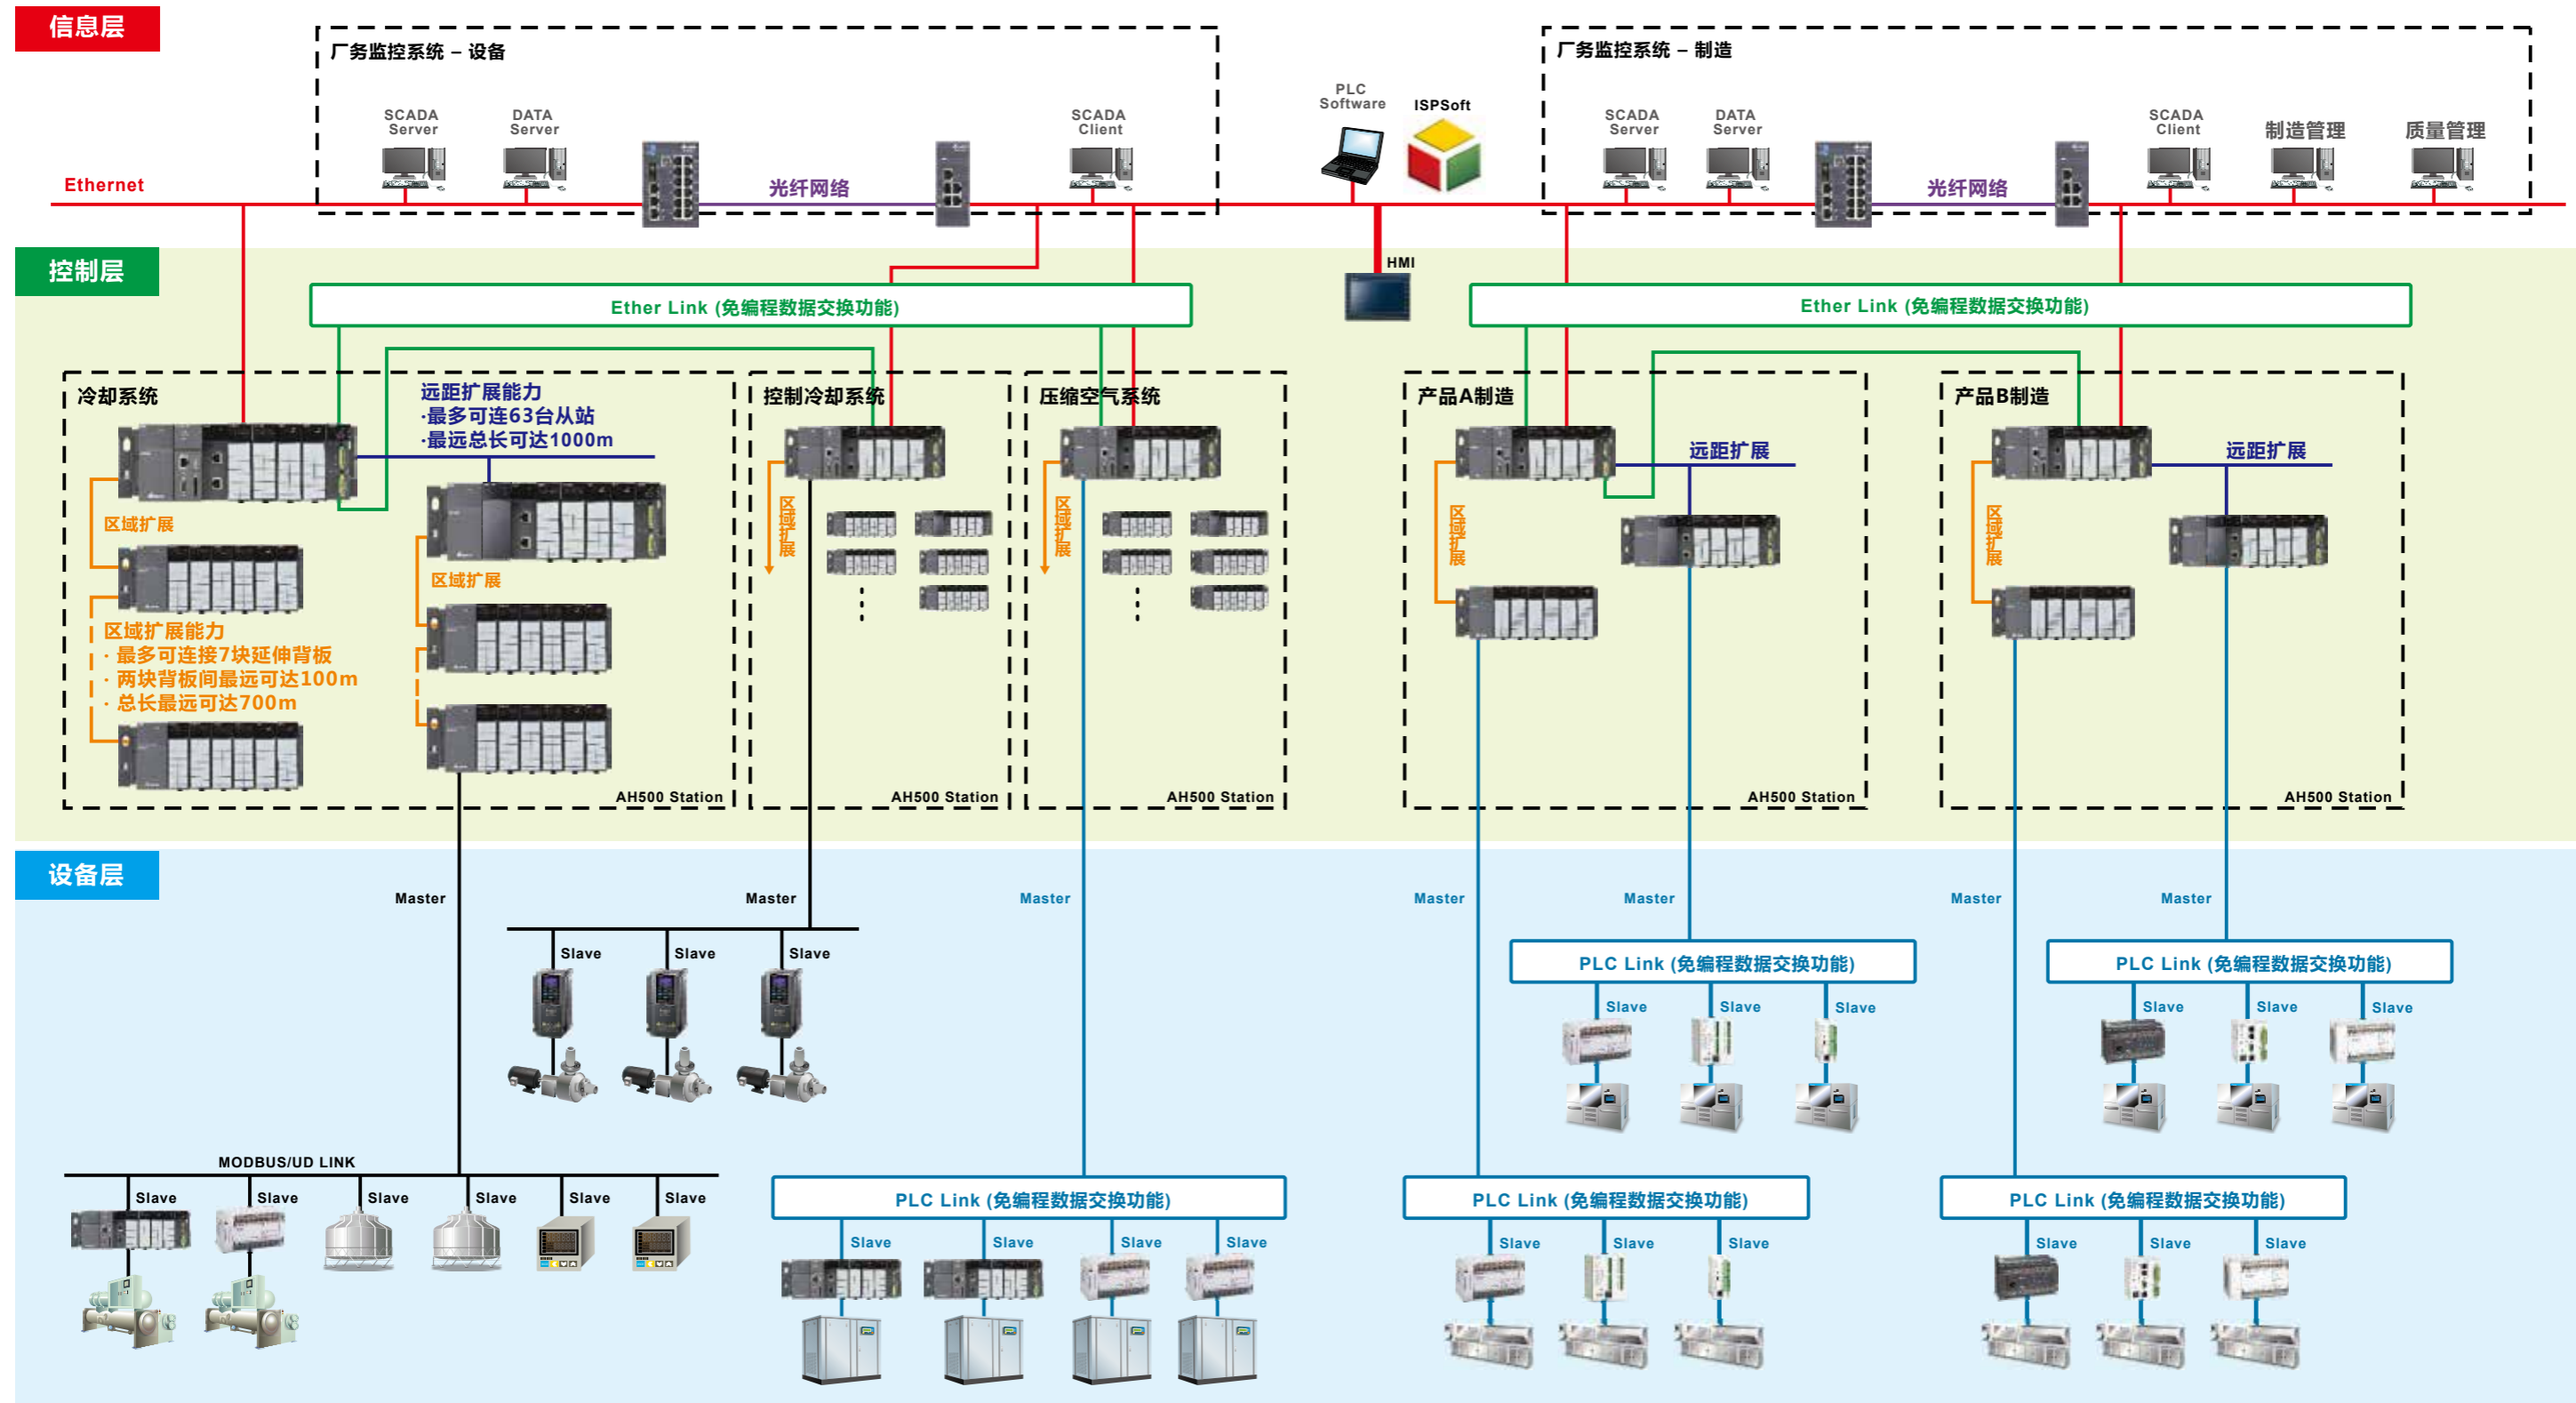 信息层
厂务监控系统 – 设备
SCADA
Server
DATA
Server
光纤网络
SCADA
Client
PLC
Software
ISPSoft
厂务监控系统 – 制造
SCADA
Server
DATA
Server
光纤网络
SCADA
Client
制造管理
质量管理
Ethernet
控制层
HMI
Ether Link (免编程数据交换功能)
Ether Link (免编程数据交换功能)
冷却系统
远距扩展能力
·最多可连63台从站
·最远总长可达1000m
区域扩展
区域扩展
区域扩展能力
· 最多可连接7块延伸背板
· 两块背板间最远可达100m
· 总长最远可达700m
AH500 Station
控制冷却系统
区域扩展
AH500 Station
压缩空气系统
区域扩展
AH500 Station
产品A制造
远距扩展
区域扩展
AH500 Station
产品B制造
远距扩展
区域扩展
AH500 Station
设备层
Master
Master
Master
Master
Master
Master
Master
Slave
Slave
Slave
PLC Link (免编程数据交换功能)
Slave
Slave
Slave
PLC Link (免编程数据交换功能)
Slave
Slave
Slave
MODBUS/UD LINK
Slave
Slave
Slave
Slave
Slave
Slave
PLC Link (免编程数据交换功能)
Slave
Slave
Slave
Slave
PLC Link (免编程数据交换功能)
Slave
Slave
Slave
PLC Link (免编程数据交换功能)
Slave
Slave
Slave